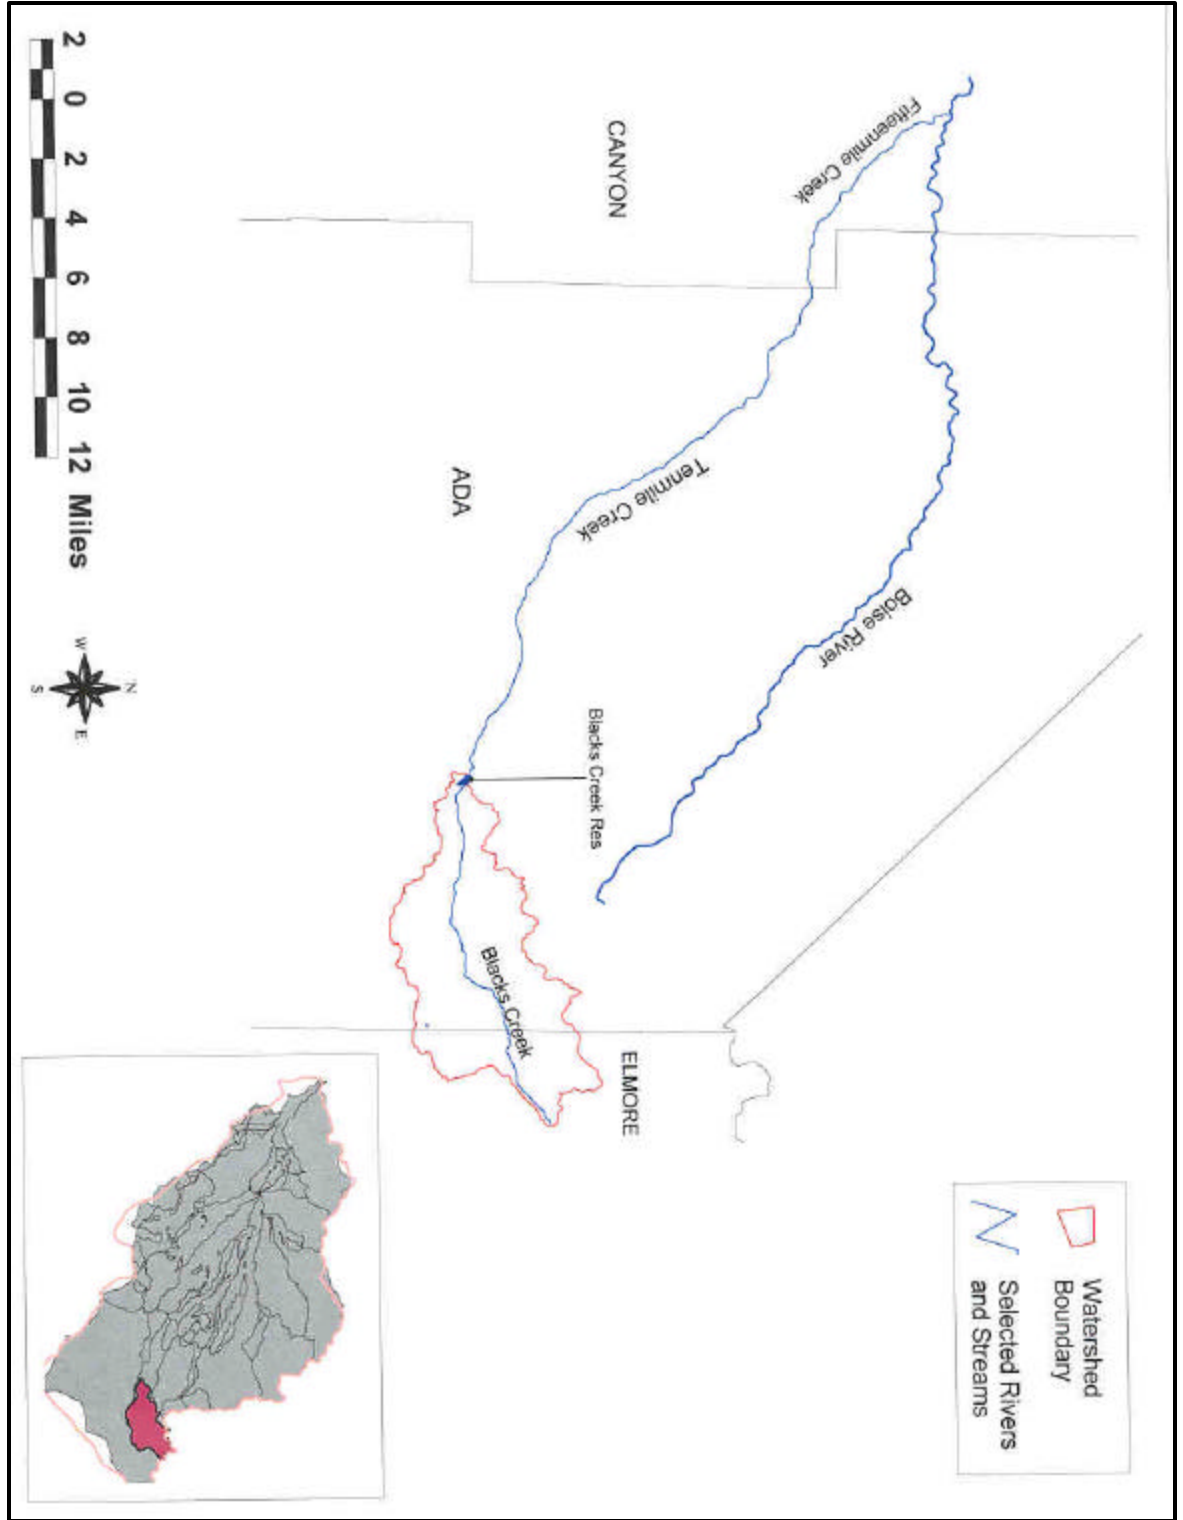 Watershed
Boundary
Selected Rivers
and Streams
Fifteenmile Creek
Boise River
CANYON
Tenmile Creek
ADA
Blacks Creek Res
Blacks Creek
ELMORE
2 0 2 4 6 8 10 12 Miles
N
W
E
S